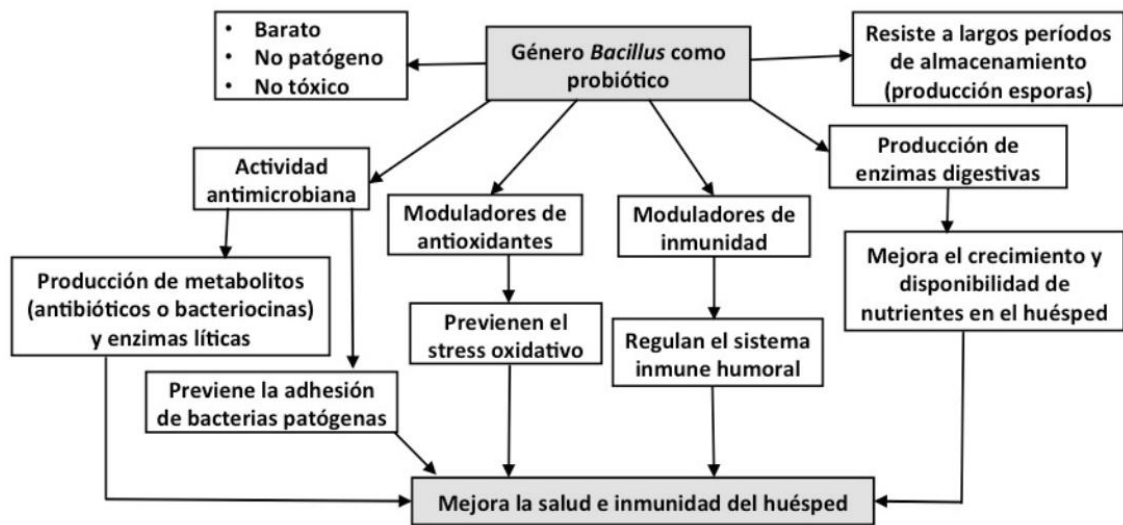 • Barato
• No patógeno
• No tóxico
Género Bacillus como
probiótico
Resiste a largos períodos
de almacenamiento
(producción esporas)
Actividad
antimicrobiana
Moduladores de
antioxidantes
Moduladores de
inmunidad
Producción de
enzimas digestivas
Producción de metabolitos
(antibióticos o bacteriocinas)
y enzimas líticas
Previene la adhesión
de bacterias patógenas
Previenen el
stress oxidativo
Regulan el sistema
inmune humoral
Mejora el crecimiento y
disponibilidad de
nutrientes en el huésped
Mejora la salud e inmunidad del huésped